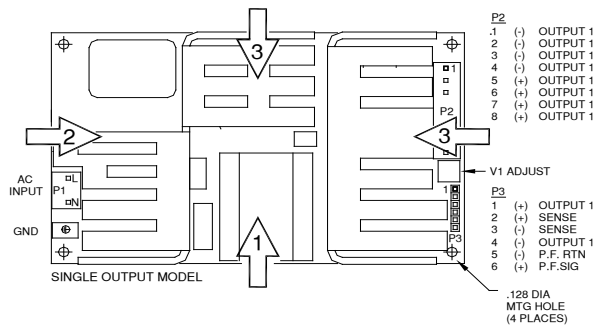 P2
.1 (-) OUTPUT 1
2 (-) OUTPUT 1
3 (-) OUTPUT 1
4 (-) OUTPUT 1
5 (+) OUTPUT 1
6 (+) OUTPUT 1
7 (+) OUTPUT 1
8 (+) OUTPUT 1
3
1
P2
2
3
V1 ADJUST
AC
INPUT
P1
L
N
GND
1
P3
1
P3
1 (+) OUTPUT 1
2 (+) SENSE
3 (-) SENSE
4 (-) OUTPUT 1
5 (-) P.F. RTN
6 (+) P.F.SIG
SINGLE OUTPUT MODEL
.128 DIA
MTG HOLE
(4 PLACES)